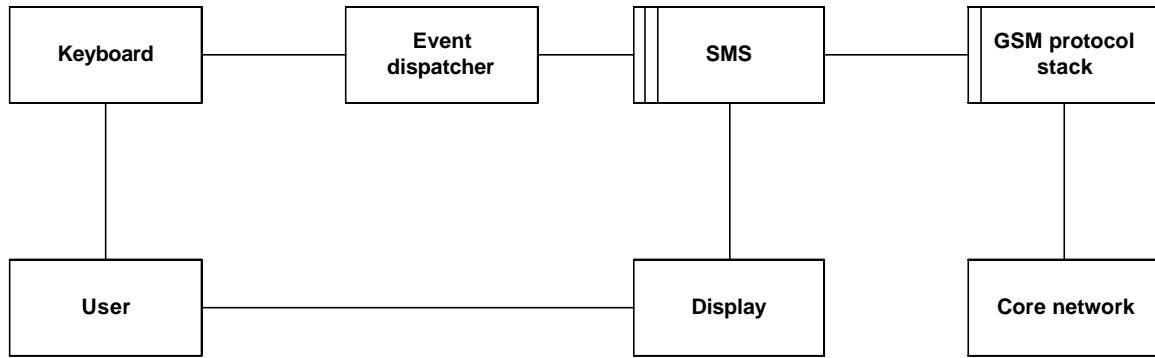 Keyboard
Event
dispatcher
SMS
GSM protocol
stack
User
Display
Core network